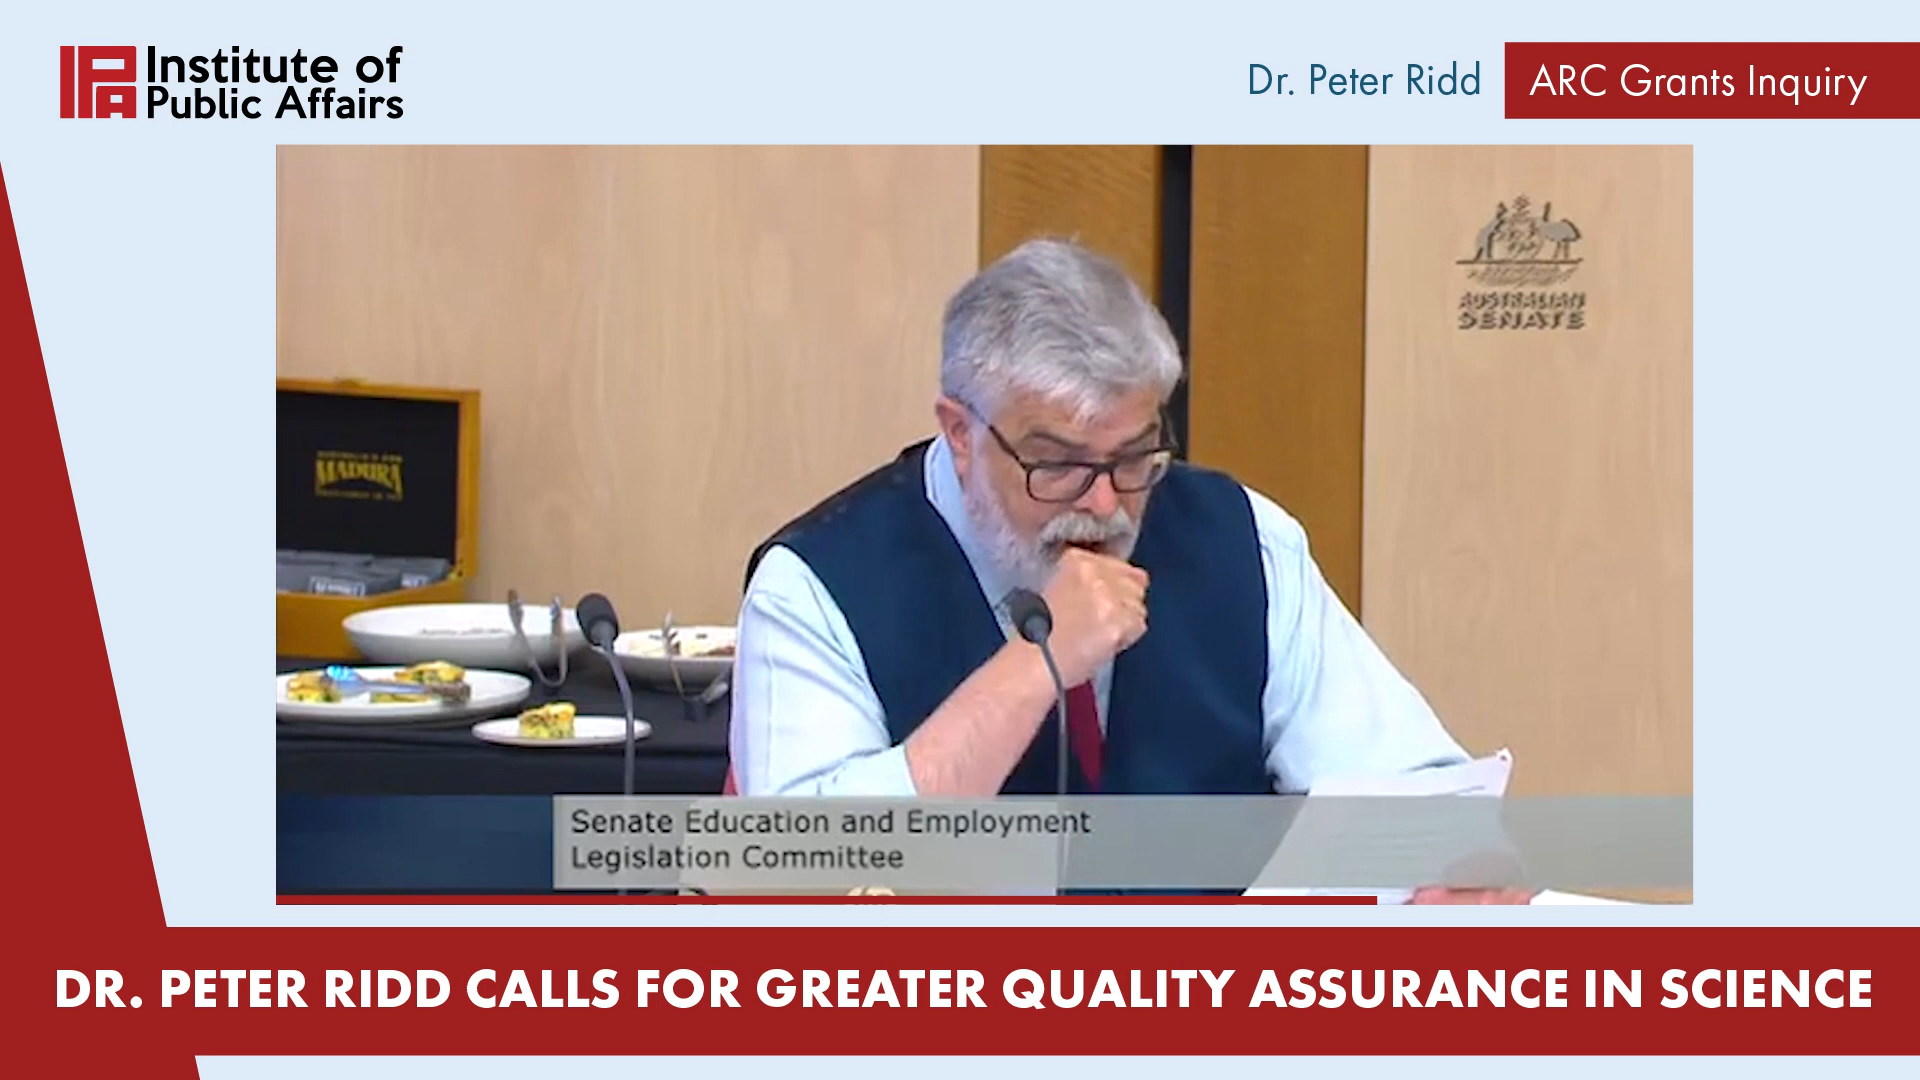 Institute of
Public Affairs
Dr. Peter Ridd
ARC Grants Inquiry
AUSTRALIAN
SENATE
MADURA
Senate Education and Employment
Legislation Committee
DR. PETER RIDD CALLS FOR GREATER QUALITY ASSURANCE IN SCIENCE